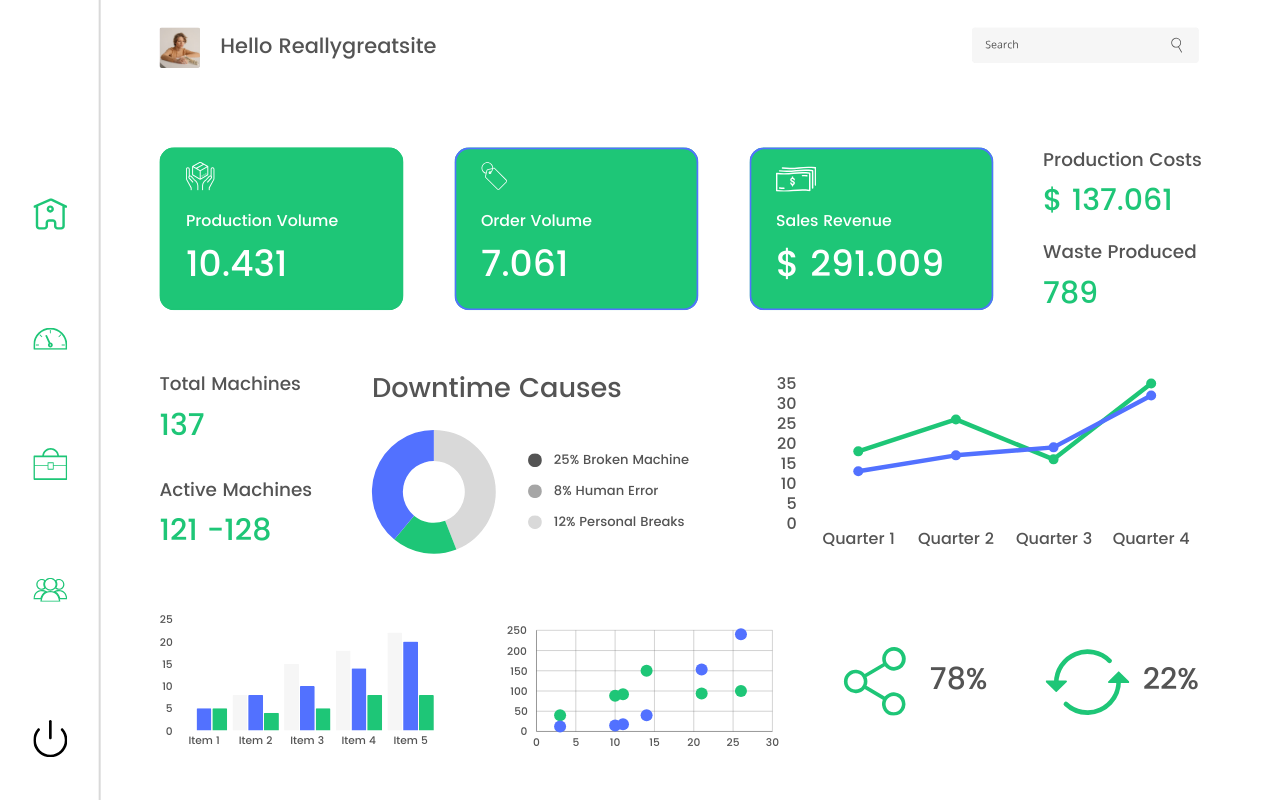 Hello Reallygreatsite
Search
Production Volume
10.431
Order Volume
7.061
Sales Revenue
$ 291.009
Production Costs
$ 137.061
Waste Produced
789
Total Machines
137
Active Machines
121 -128
Downtime Causes
25% Broken Machine
8% Human Error
12% Personal Breaks
35
30
25
20
15
10
5
0
Quarter 1 Quarter 2 Quarter 3 Quarter 4
25
20
15
10
5
0
Item 1 Item 2 Item 3 Item 4 Item 5
250
200
150
100
50
0
0 5 10 15 20 25 30
78%
22%